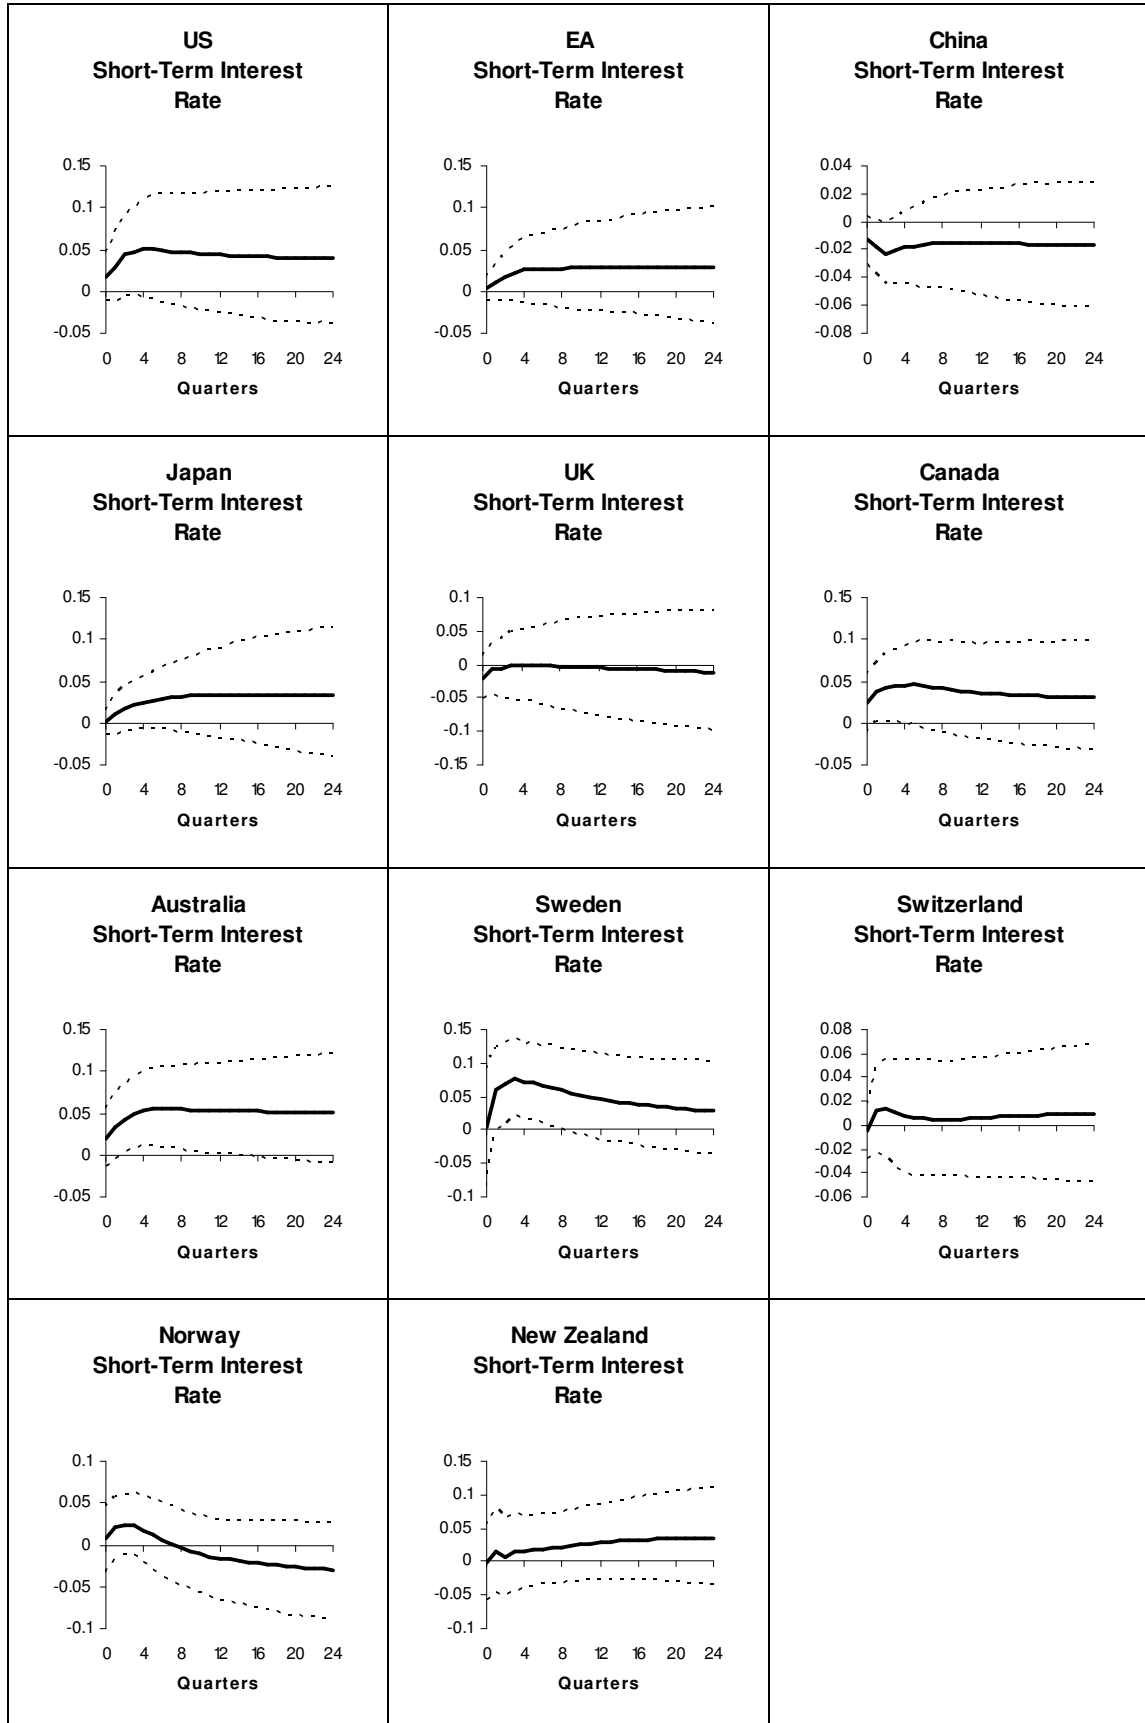 US
Short-Term Interest
Rate
0.15
0.1
0.05
0
-0.05
0 4 8 12 16 20 24
Quarters
EA
Short-Term Interest
Rate
0.15
0.1
0.05
0
-0.05
0 4 8 12 16 20 24
Quarters
China
Short-Term Interest
Rate
0.04
0.02
0
-0.02
-0.04
-0.06
-0.08
0 4 8 12 16 20 24
Quarters
Japan
Short-Term Interest
Rate
0.15
0.1
0.05
0
-0.05
0 4 8 12 16 20 24
Quarters
UK
Short-Term Interest
Rate
0.1
0.05
0
-0.05
-0.1
-0.15
0 4 8 12 16 20 24
Quarters
Canada
Short-Term Interest
Rate
0.15
0.1
0.05
0
-0.05
0 4 8 12 16 20 24
Quarters
Australia
Short-Term Interest
Rate
0.15
0.1
0.05
0
-0.05
0 4 8 12 16 20 24
Quarters
Sweden
Short-Term Interest
Rate
0.15
0.1
0.05
0
-0.05
-0.1
0 4 8 12 16 20 24
Quarters
Switzerland
Short-Term Interest
Rate
0.08
0.06
0.04
0.02
0
-0.02
-0.04
-0.06
0 4 8 12 16 20 24
Quarters
Norway
Short-Term Interest
Rate
0.1
0.05
0
-0.05
-0.1
0 4 8 12 16 20 24
Quarters
New Zealand
Short-Term Interest
Rate
0.15
0.1
0.05
0
-0.05
-0.1
0 4 8 12 16 20 24
Quarters